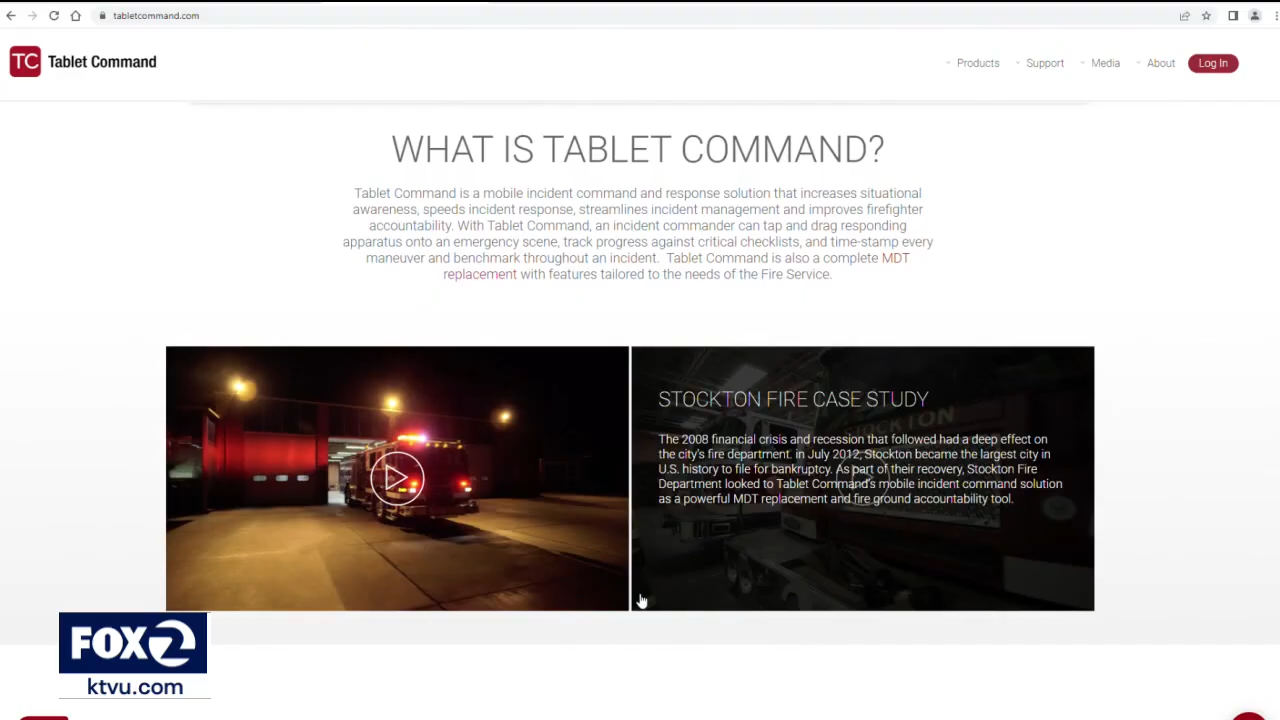 tabletcommand.com
TC Tablet Command
Products Support Media About Log In
WHAT IS TABLET COMMAND?
Tablet Command is a mobile incident command and response solution that increases situational
awareness, speeds incident response, streamlines incident management and improves firefighter
accountability. With Tablet Command, an incident commander can tap and drag responding
apparatus onto an emergency scene, track progress against critical checklists, and time-stamp every
maneuver and benchmark throughout an incident. Tablet Command is also a complete MDT
replacement with features tailored to the needs of the Fire Service.
STOCKTON FIRE CASE STUDY
STOCKTON
The 2008 financial crisis and recession that followed had a deep effect on
the city's fire department. in July 2012, Stockton became the largest city in
U.S. history to file for bankruptcy. As part of their recovery, Stockton Fire
Department looked to Tablet Command's mobile incident command solution
as a powerful MDT replacement and fire ground accountability tool.
FOX 2
ktvu.com